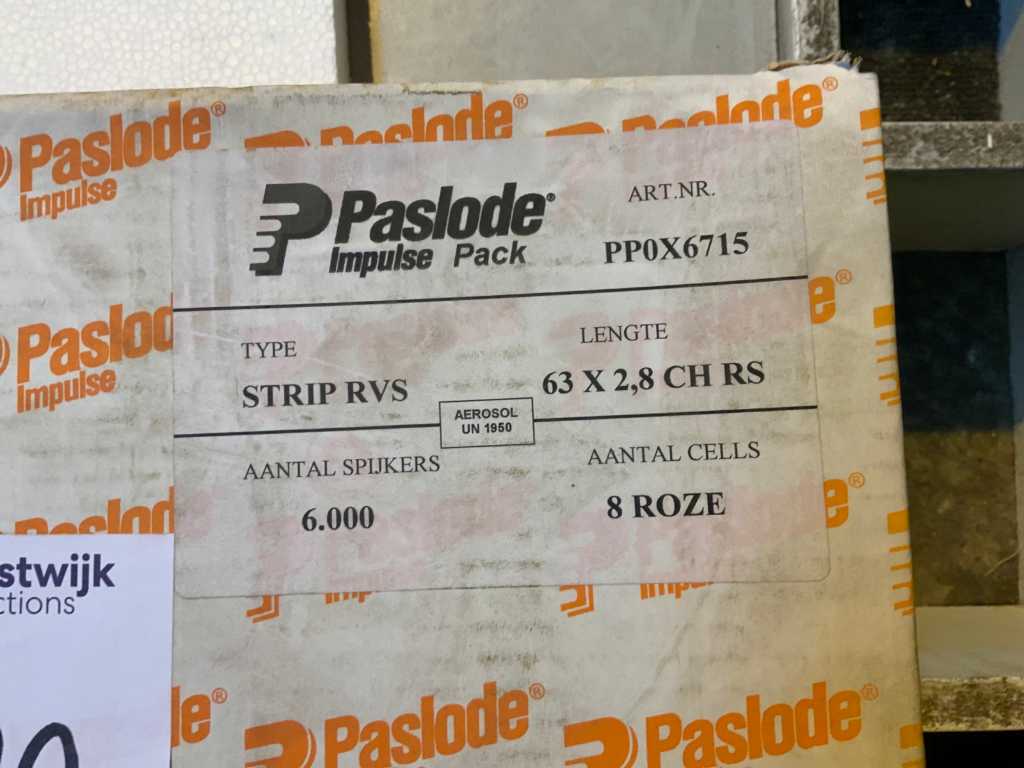 Paslode®
Impulse
Paslode®
Paslode®
Paslode®
Impulse Pack
ART.NR.
PP0X6715
Paslode
Impulse
TYPE
STRIP RVS
LENGTE
63 X 2,8 CH RS
AEROSOL
UN 1950
AANTAL SPIJKERS
6.000
AANTAL CELLS
8 ROZE
Paslode
stwijk
ctions
Paslode®
Paslode®